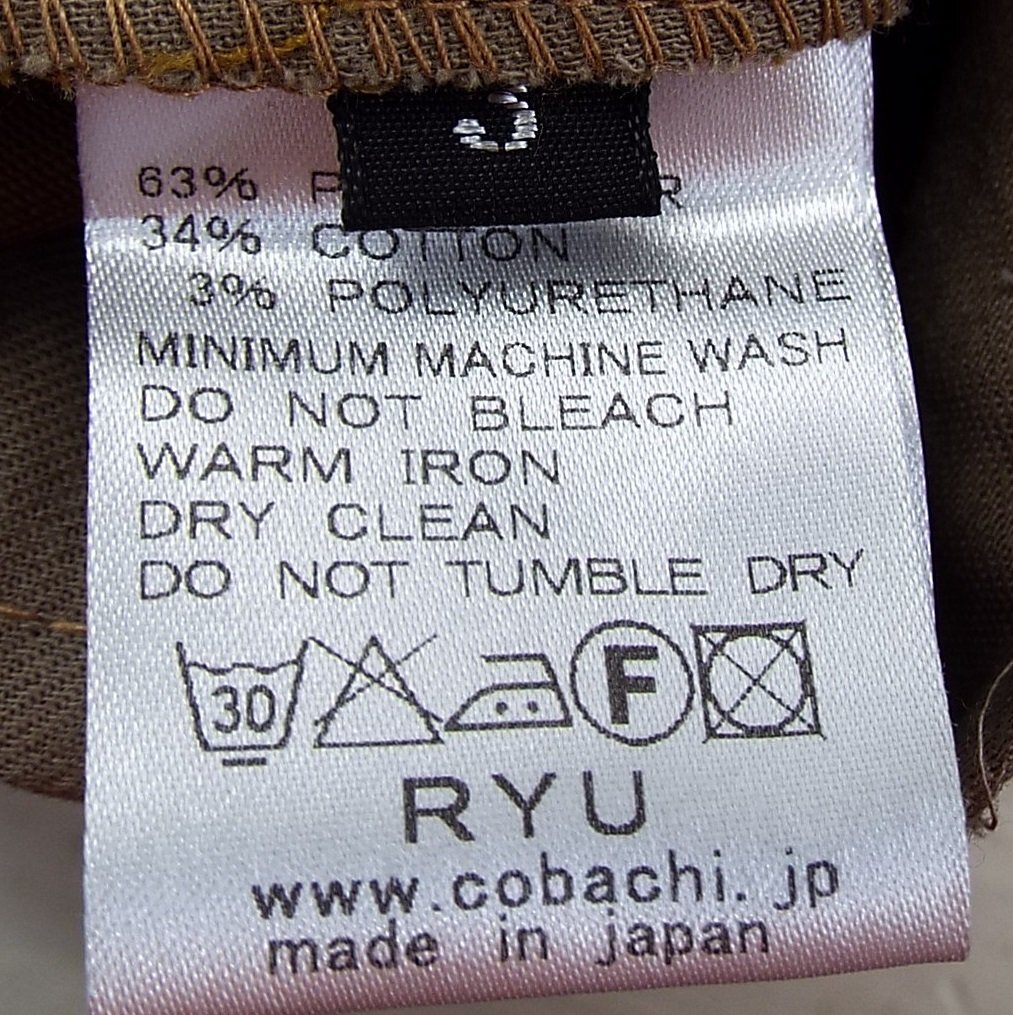 3
63%
34% COTTON
3% POLYURETHANE
MINIMUM MACHINE WASH
DO NOT BLEACH
WARM IRON
DRY CLEAN
DO NOT TUMBLE DRY
30 F
RYU
www.cobachi.jp
made in japan